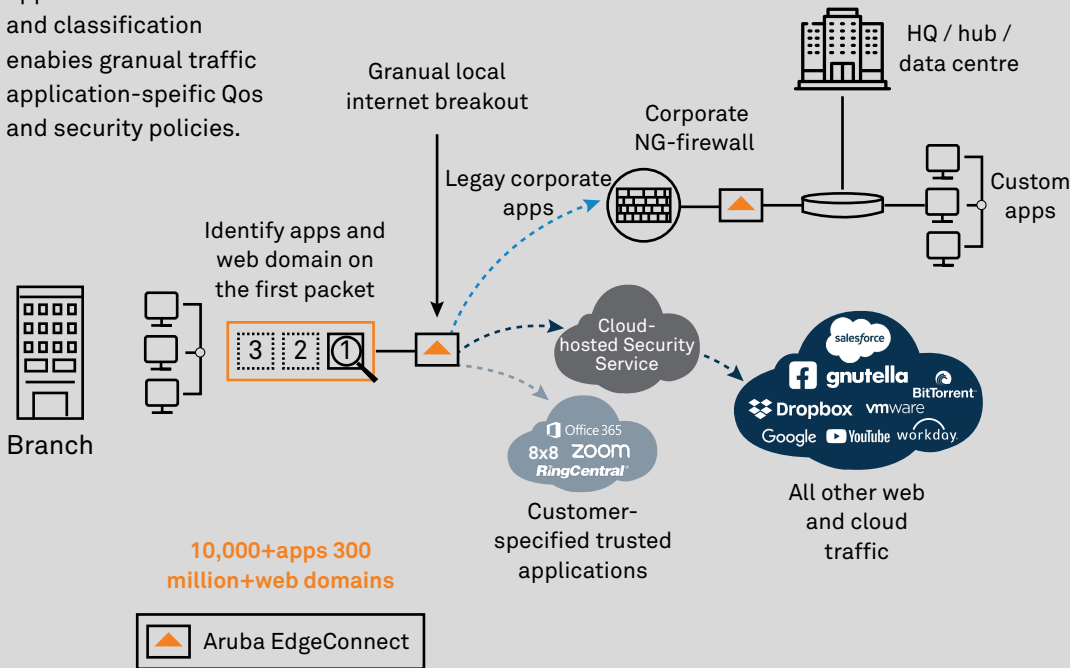 and classification
enables granual traffic
application-speific Qos
and security policies.
Granual local
internet breakout
HQ / hub /
data centre
Corporate
NG-firewall
Legay corporate
apps
Custom
apps
Identify apps and
web domain on
the first packet
3 2 1
Branch
Cloud-
hosted Security
Service
Office 365
8x8 ZOOM
RingCentral®
Customer-
specified trusted
applications
salesforce
gnutella
BitTorrent
Dropbox vmware
Google YouTube workday.
All other web
and cloud
traffic
10,000+apps 300
million+web domains
Aruba EdgeConnect